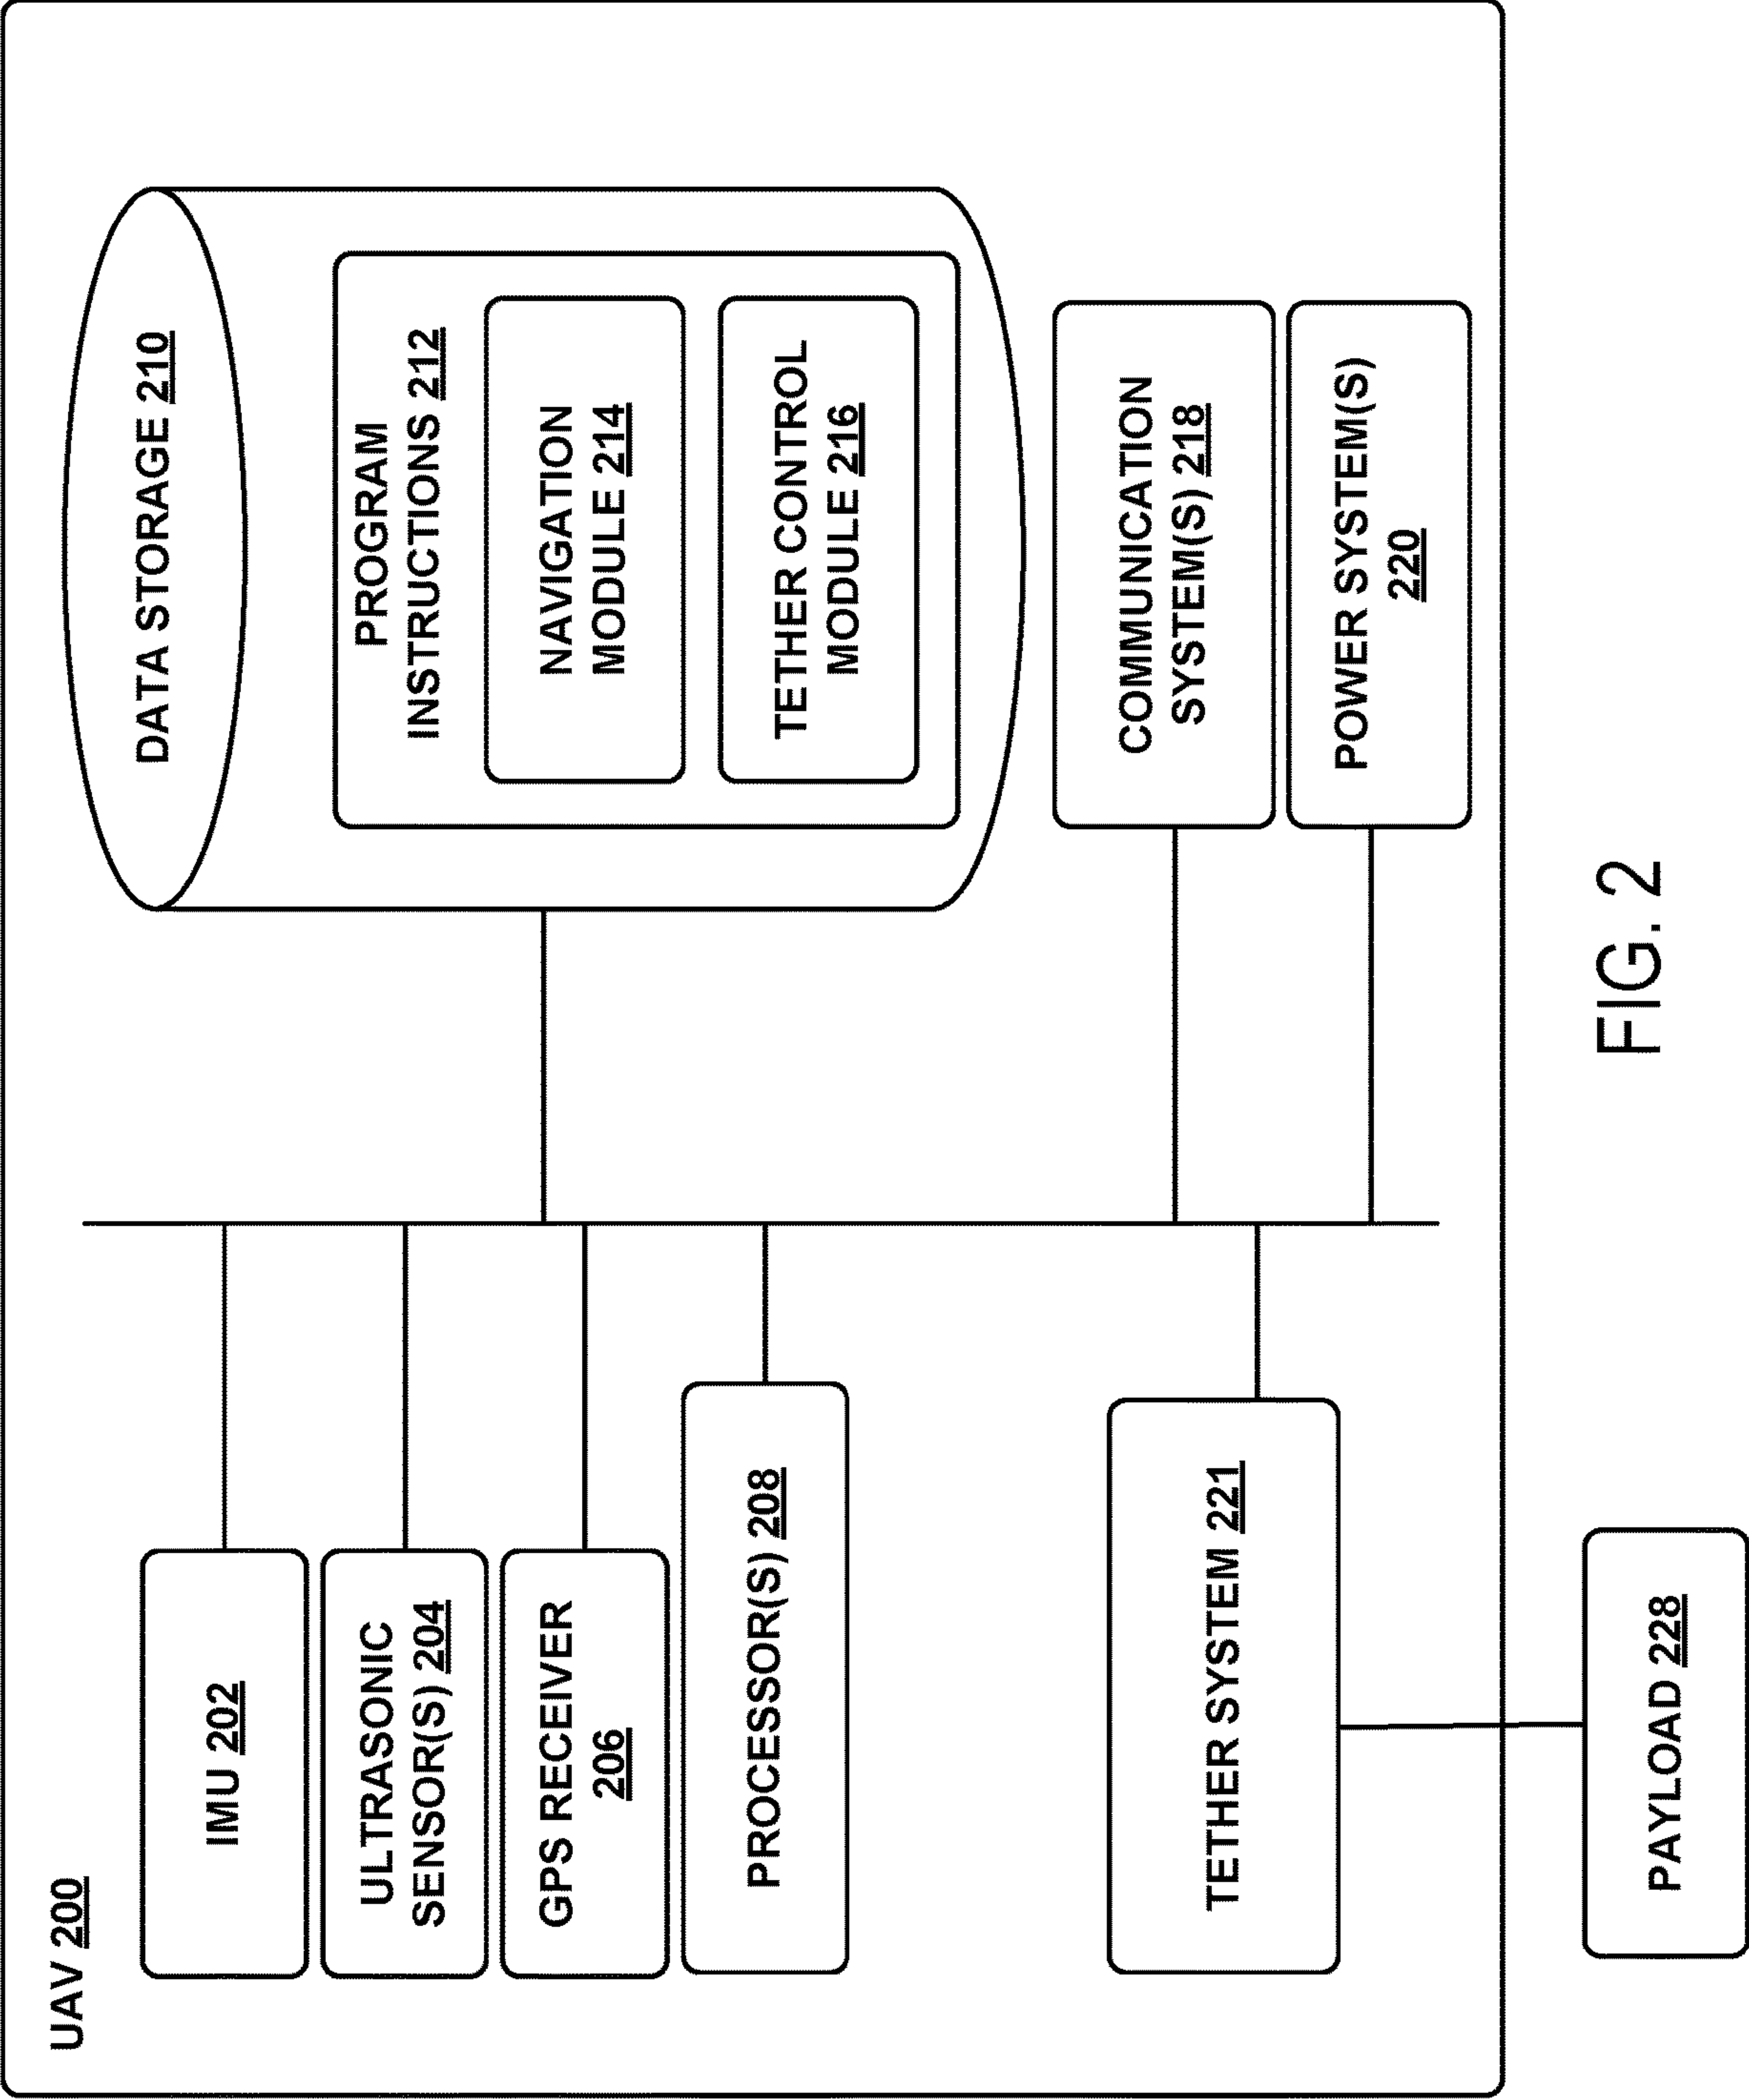 UAV 200
IMU 202
ULTRASONIC
SENSOR(S) 204
GPS RECEIVER
206
PROCESSOR(S) 208
TETHER SYSTEM 221
PAYLOAD 228
DATA STORAGE 210
PROGRAM
INSTRUCTIONS 212
NAVIGATION
MODULE 214
TETHER CONTROL
MODULE 216
COMMUNICATION
SYSTEM(S) 218
POWER SYSTEM(S)
220
FIG. 2